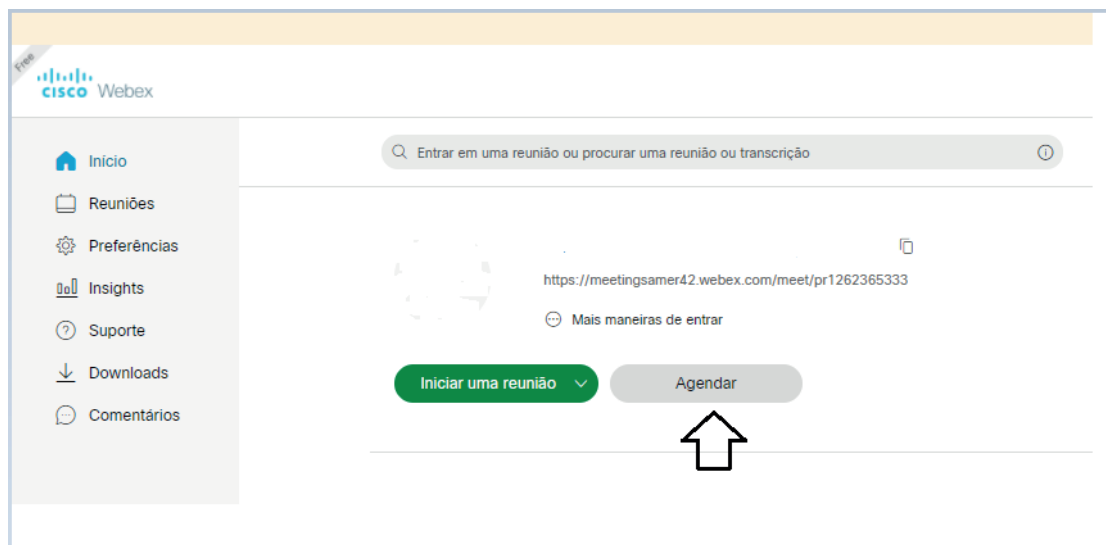 Free
CISCO Webex
Início
Reuniões
Preferências
Insights
Suporte
Downloads
Comentários
Entrar em uma reunião ou procurar uma reunião ou transcrição
https://meetingsamer42.webex.com/meet/pr1262365333
Mais maneiras de entrar
Iniciar uma reunião
Agendar